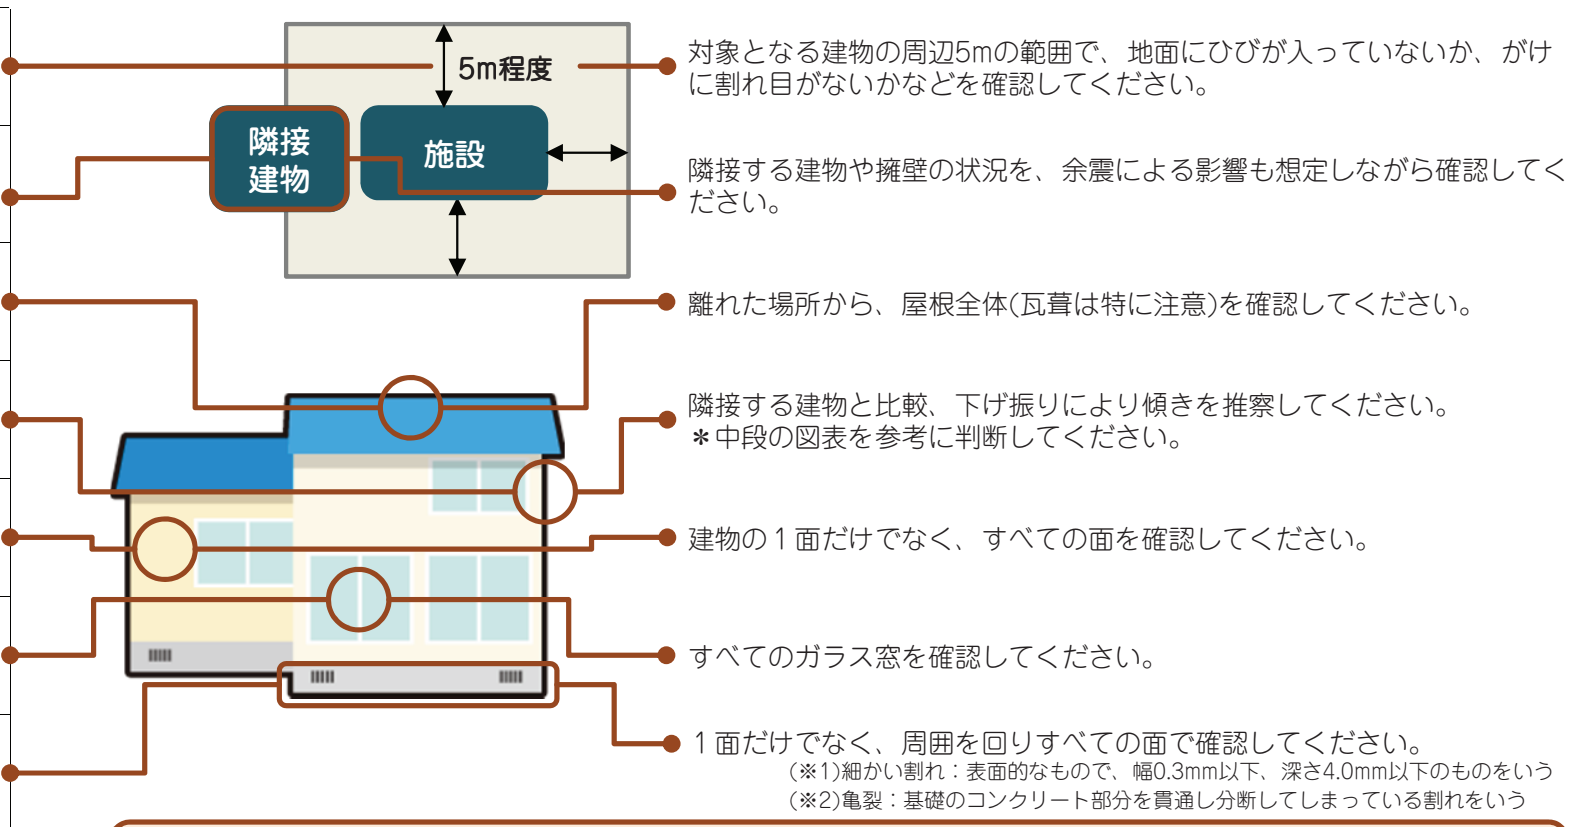 5m程度
隣接
建物
施設
対象となる建物の周辺5mの範囲で、地面にひびが入っていないか、がけ
に割れ目がないかなどを確認してください。
隣接する建物や擁壁の状況を、余震による影響も想定しながら確認してく
ださい。
離れた場所から、屋根全体(瓦葺は特に注意)を確認してください。
隣接する建物と比較、下げ振りにより傾きを推察してください。
＊中段の図表を参考に判断してください。
建物の１面だけでなく、すべての面を確認してください。
すべてのガラス窓を確認してください。
１面だけでなく、周囲を回りすべての面で確認してください。
(※1)細かい割れ：表面的なもので、幅0.3mm以下、深さ4.0mm以下のものをいう
(※2)亀裂：基礎のコンクリート部分を貫通し分断してしまっている割れをいう